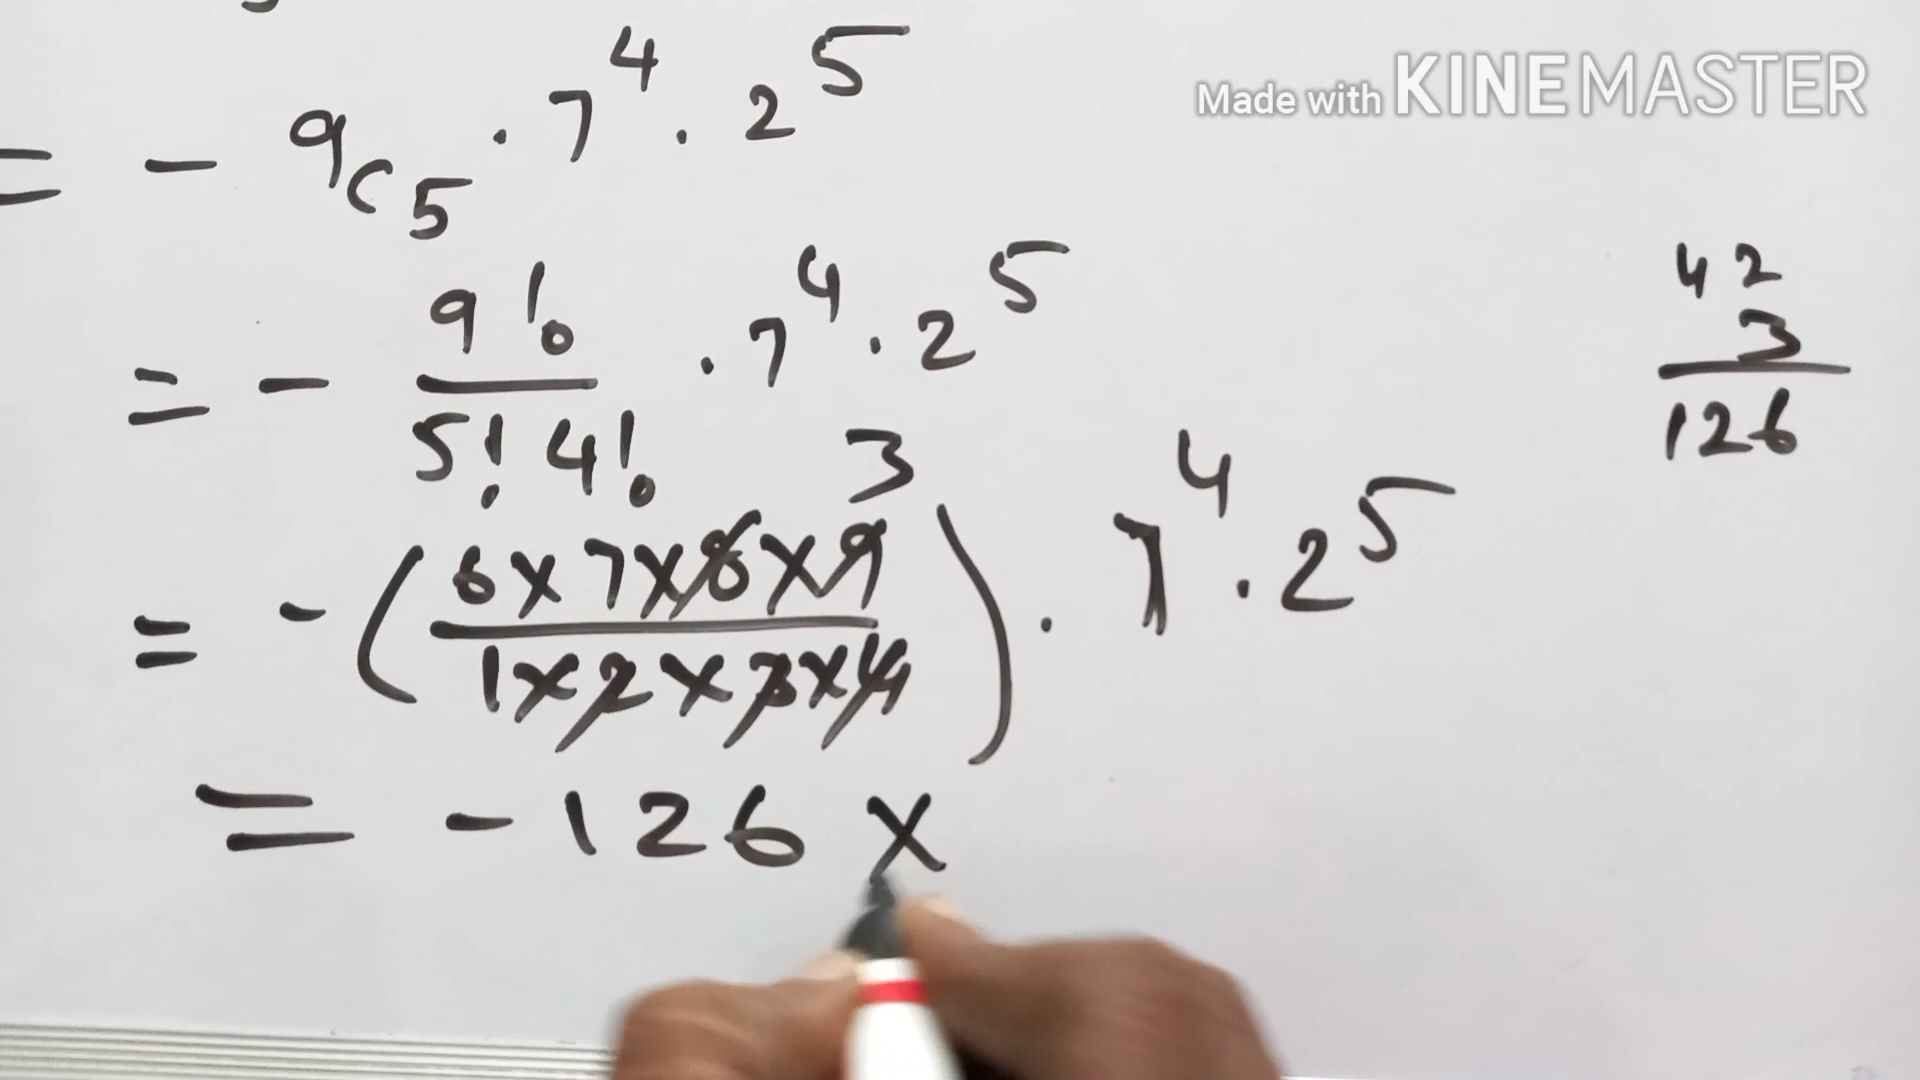 Made with KINEMASTER
= - 9c5 . 7^4 . 2^5
= - 9! / 5! 4! . 7^4 . 2^5
42
3
126
3
= - ( 6 x 7 x 8 x 9 / 1 x 2 x 3 x 4 ) . 7^4 . 2^5
= - 126 x